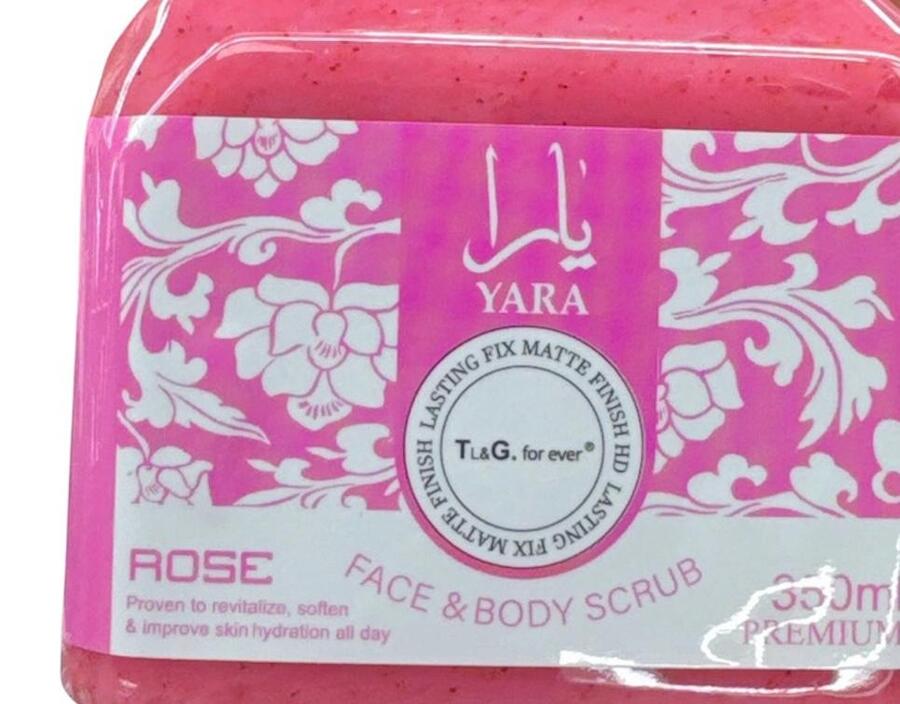 يارا
YARA
LASTING FIX MATTE FINISH HD LASTING FIX MATTE FINISH
TL&G. for ever®
ROSE
Proven to revitalize, soften
& improve skin hydration all day
FACE & BODY SCRUB
350ml
PREMIUM